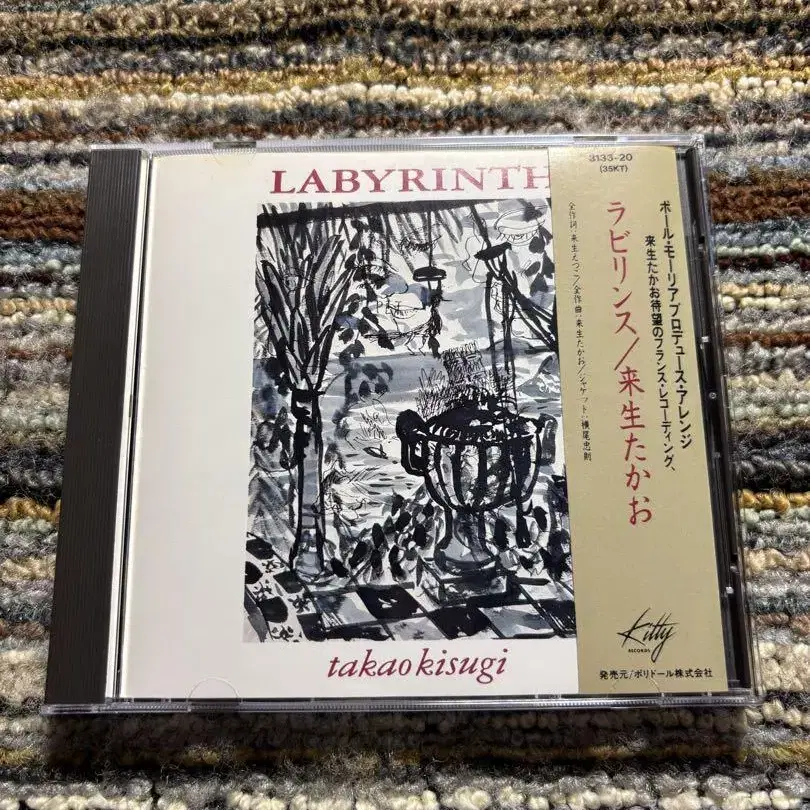 LABYRINTH
takao kisugi
3133-20
(35KT)
ポール・モーリアプロデュース・アレンジ
来生たかお待望のフランス・レコーディング、
ラビリンス/来生たかお
全作詞:来生えつこ/全作曲:来生たかお/ジャケット:横尾忠則
Kitty
RECORDS
発売元/ポリドール株式会社